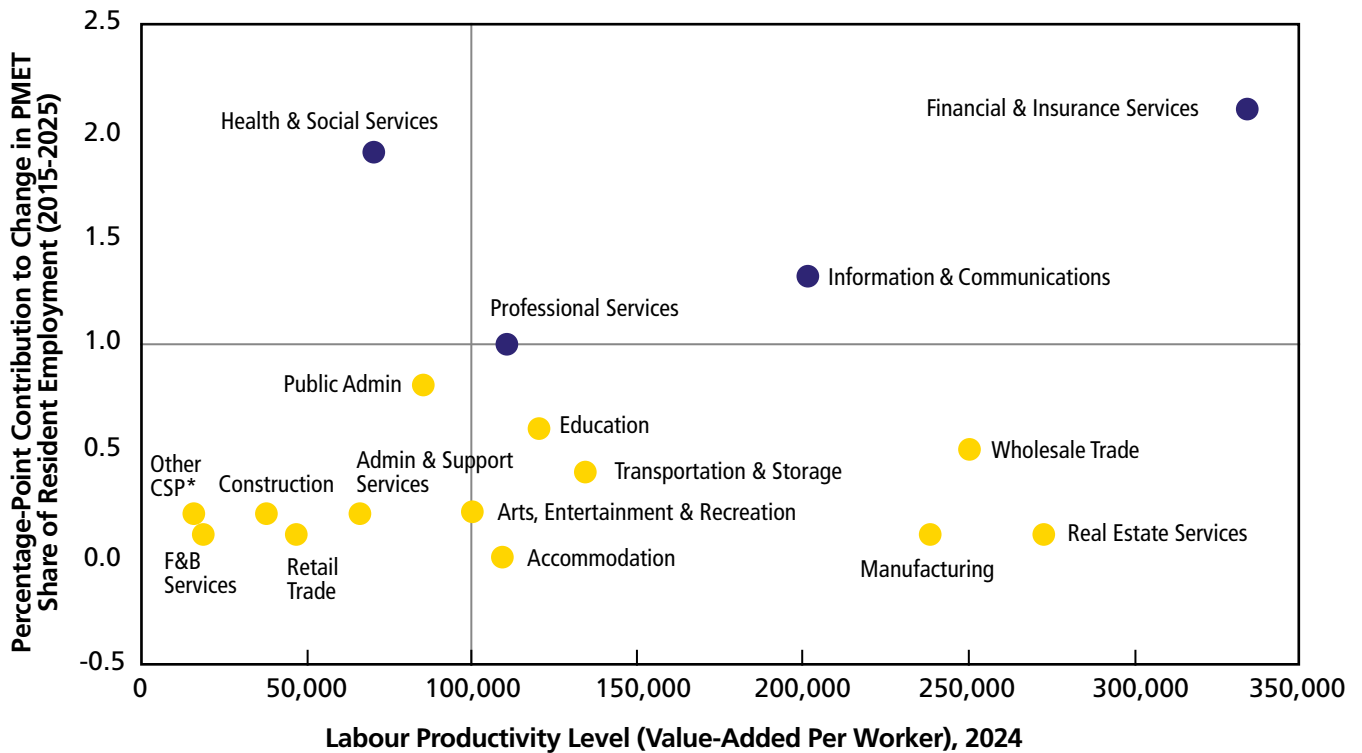 Percentage-Point Contribution to Change in PMET
Share of Resident Employment (2015-2025)
2.5
2.0
1.5
1.0
0.5
0.0
-0.5
Health & Social Services
Financial & Insurance Services
Information & Communications
Professional Services
Public Admin
Education
Wholesale Trade
Other
CSP*
Construction
Admin & Support
Services
Transportation & Storage
Arts, Entertainment & Recreation
F&B
Services
Retail
Trade
Accommodation
Manufacturing
Real Estate Services
0
50,000
100,000
150,000
200,000
250,000
300,000
350,000
Labour Productivity Level (Value-Added Per Worker), 2024